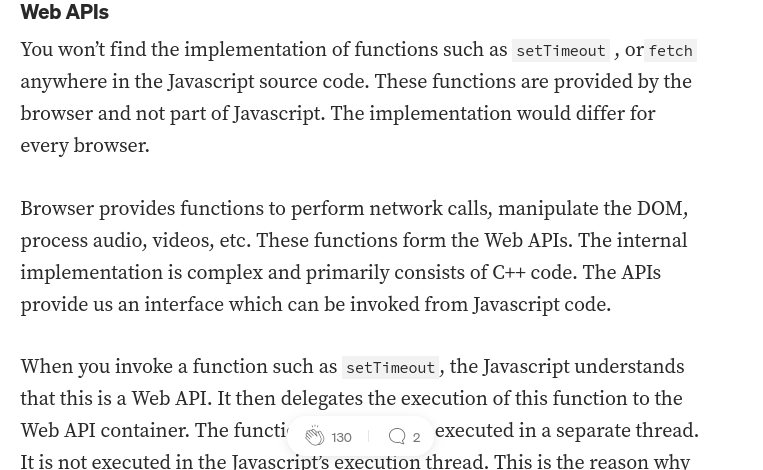 Web APIs
You won't find the implementation of functions such as setTimeout , or fetch
anywhere in the Javascript source code. These functions are provided by the
browser and not part of Javascript. The implementation would differ for
every browser.
Browser provides functions to perform network calls, manipulate the DOM,
process audio, videos, etc. These functions form the Web APIs. The internal
implementation is complex and primarily consists of C++ code. The APIs
provide us an interface which can be invoked from Javascript code.
When you invoke a function such as setTimeout, the Javascript understands
that this is a Web API. It then delegates the execution of this function to the
Web API container. The functi 130 2 executed in a separate thread.
It is not executed in the Javascript's execution thread. This is the reason why